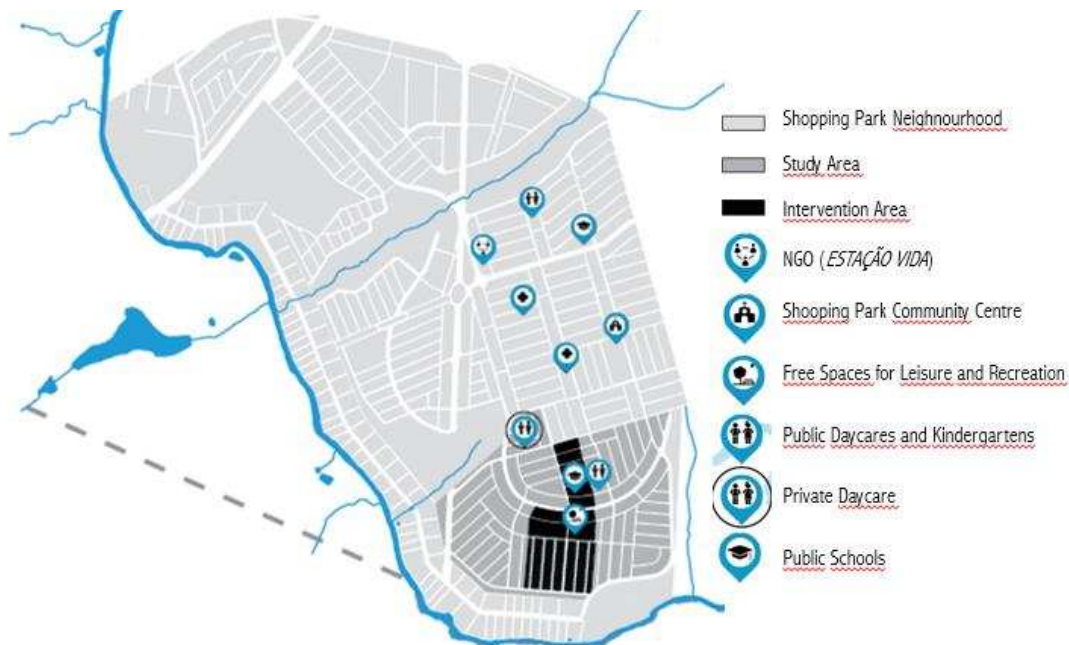 Shopping Park Neighnourhood
Study Area
Intervention Area
NGO (ESTAÇÃO VIDA)
Shooping Park Community Centre
Free Spaces for Leisure and Recreation
Public Daycares and Kindergartens
Private Daycare
Public Schools